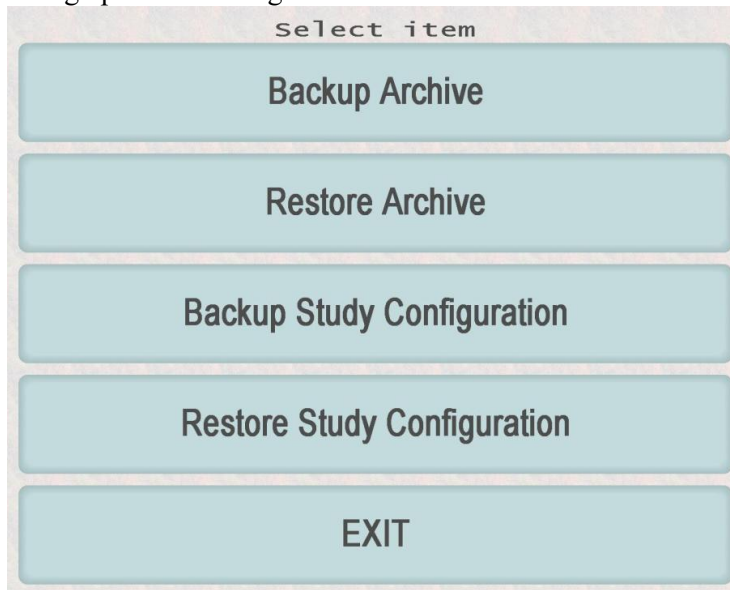 Select item
Backup Archive
Restore Archive
Backup Study Configuration
Restore Study Configuration
EXIT